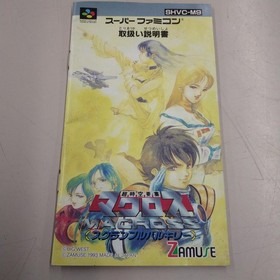 SHVC-M9
スーパーファミコン®
取扱い説明書
超時空要塞
マクロス
MACROSS
スクランブルバルキリー
ZAMUSE